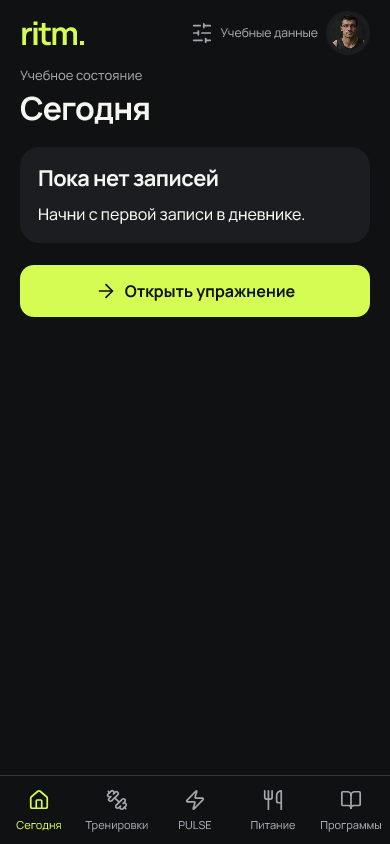 ritm.
Учебные данные
Учебное состояние
Сегодня
Пока нет записей
Начни с первой записи в дневнике.
Открыть упражнение
Сегодня
Тренировки
PULSE
Питание
Программы